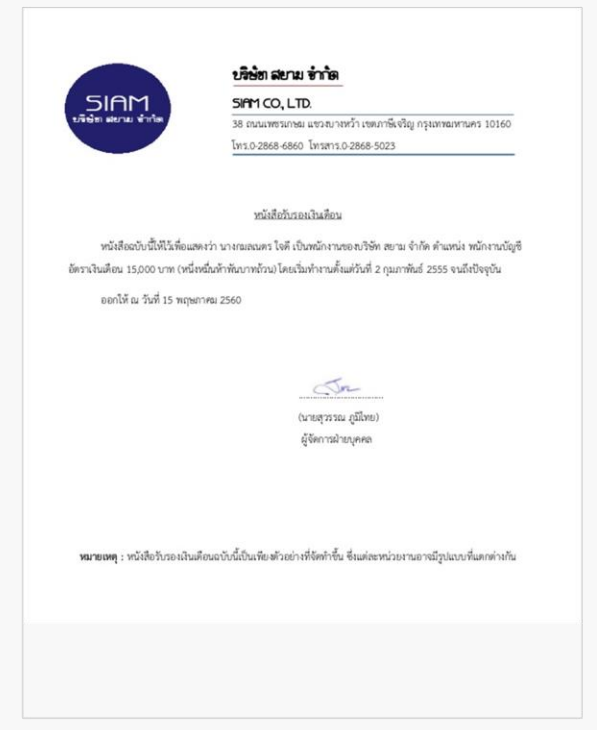 SIAM
บริษัท สยาม จำกัด
บริษัท สยาม จำกัด
SIAM CO., LTD.
38 ถนนเพชรเกษม แขวงบางหว้า เขตภาษีเจริญ กรุงเทพมหานคร 10160
โทร.0-2868-6860 โทรสาร.0-2868-5023
หนังสือรับรองเงินเดือน
หนังสือฉบับนี้ให้ไว้เพื่อแสดงว่า นางกมลเนตร ใจดี เป็นพนักงานของบริษัท สยาม จำกัด ตำแหน่ง พนักงานบัญชี
อัตราเงินเดือน 15,000 บาท (หนึ่งหมื่นห้าพันบาทถ้วน) โดยเริ่มทำงานตั้งแต่วันที่ 2 กุมภาพันธ์ 2555 จนถึงปัจจุบัน
ออกให้ ณ วันที่ 15 พฤษภาคม 2560
(นายสุวรรณ ภูมิไทย)
ผู้จัดการฝ่ายบุคคล
หมายเหตุ : หนังสือรับรองเงินเดือนฉบับนี้เป็นเพียงตัวอย่างที่จัดทำขึ้น ซึ่งแต่ละหน่วยงานอาจมีรูปแบบที่แตกต่างกัน